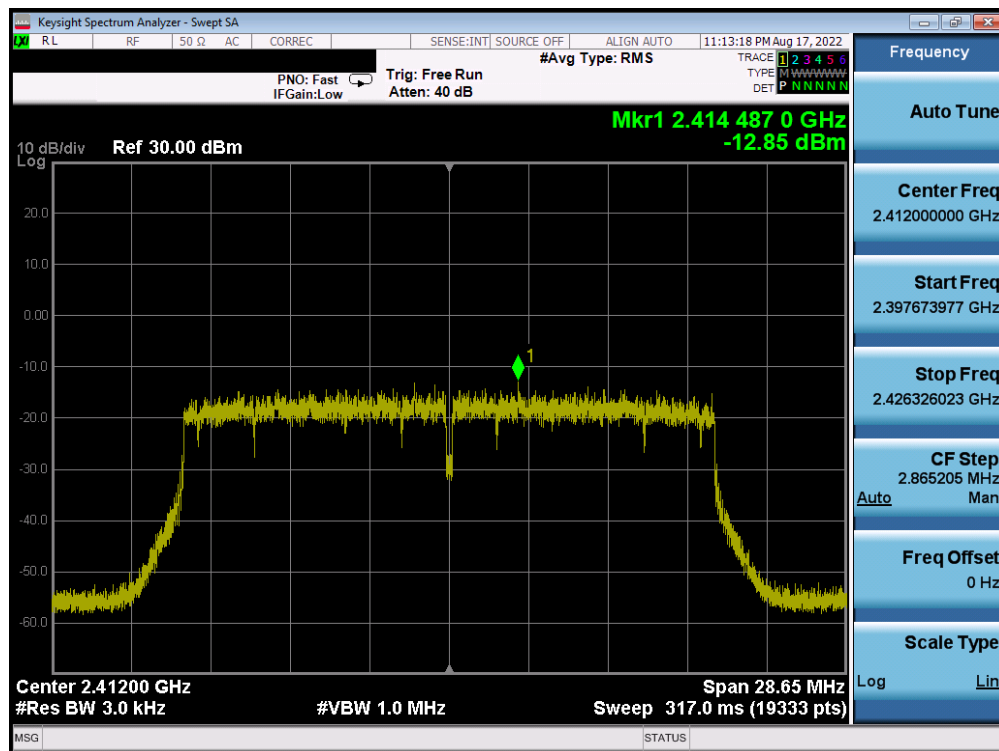 Keysight Spectrum Analyzer - Swept SA
LXI RL RF 50 Ω AC CORREC SENSE:INT SOURCE OFF ALIGN AUTO 11:13:18 PM Aug 17, 2022
#Avg Type: RMS
PNO: Fast
IFGain:Low
Trig: Free Run
Atten: 40 dB
TRACE 1 2 3 4 5 6
TYPE M WWWWW
DET P N N N N N
Mkr1 2.414 487 0 GHz
-12.85 dBm
10 dB/div Ref 30.00 dBm
Log
20.0
10.0
0.00
-10.0
-20.0
-30.0
-40.0
-50.0
-60.0
1
Center 2.41200 GHz Span 28.65 MHz
#Res BW 3.0 kHz #VBW 1.0 MHz Sweep 317.0 ms (19333 pts)
MSG STATUS
Frequency
Auto Tune
Center Freq
2.412000000 GHz
Start Freq
2.397673977 GHz
Stop Freq
2.426326023 GHz
CF Step
2.865205 MHz
Auto Man
Freq Offset
0 Hz
Scale Type
Log Lin